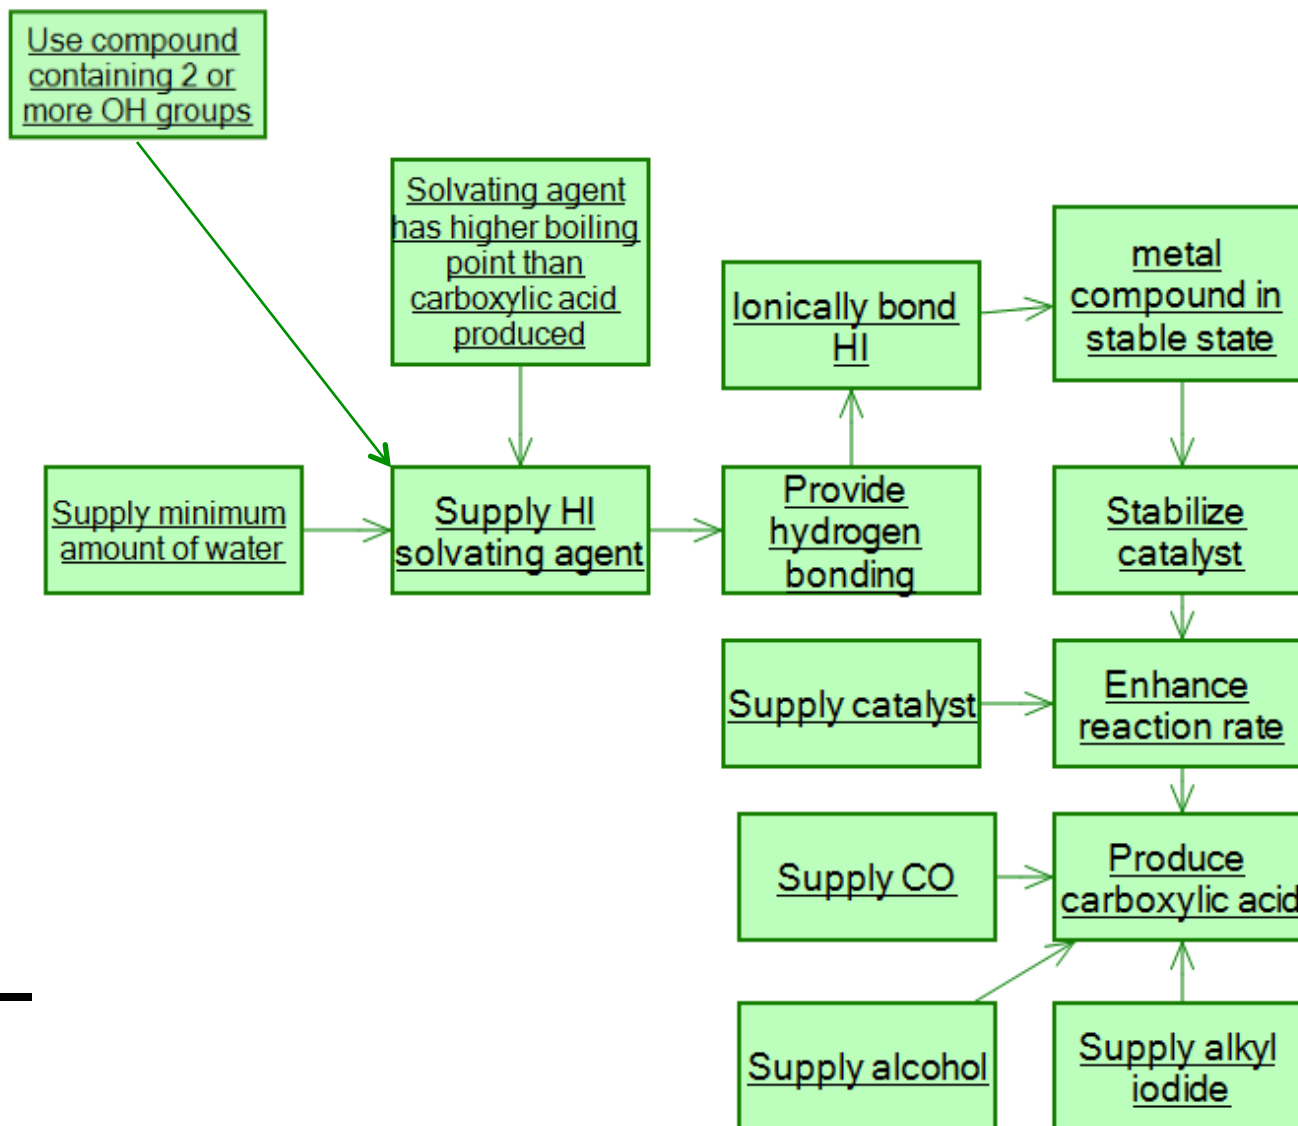 Use compound
containing 2 or
more OH groups
Solvating agent
has higher boiling
point than
carboxylic acid
produced
metal
compound in
stable state
Ionically bond
HI
Supply minimum
amount of water
Supply HI
solvating agent
Provide
hydrogen
bonding
Stabilize
catalyst
Supply catalyst
Enhance
reaction rate
Supply CO
Produce
carboxylic acid
Supply alcohol
Supply alkyl
iodide